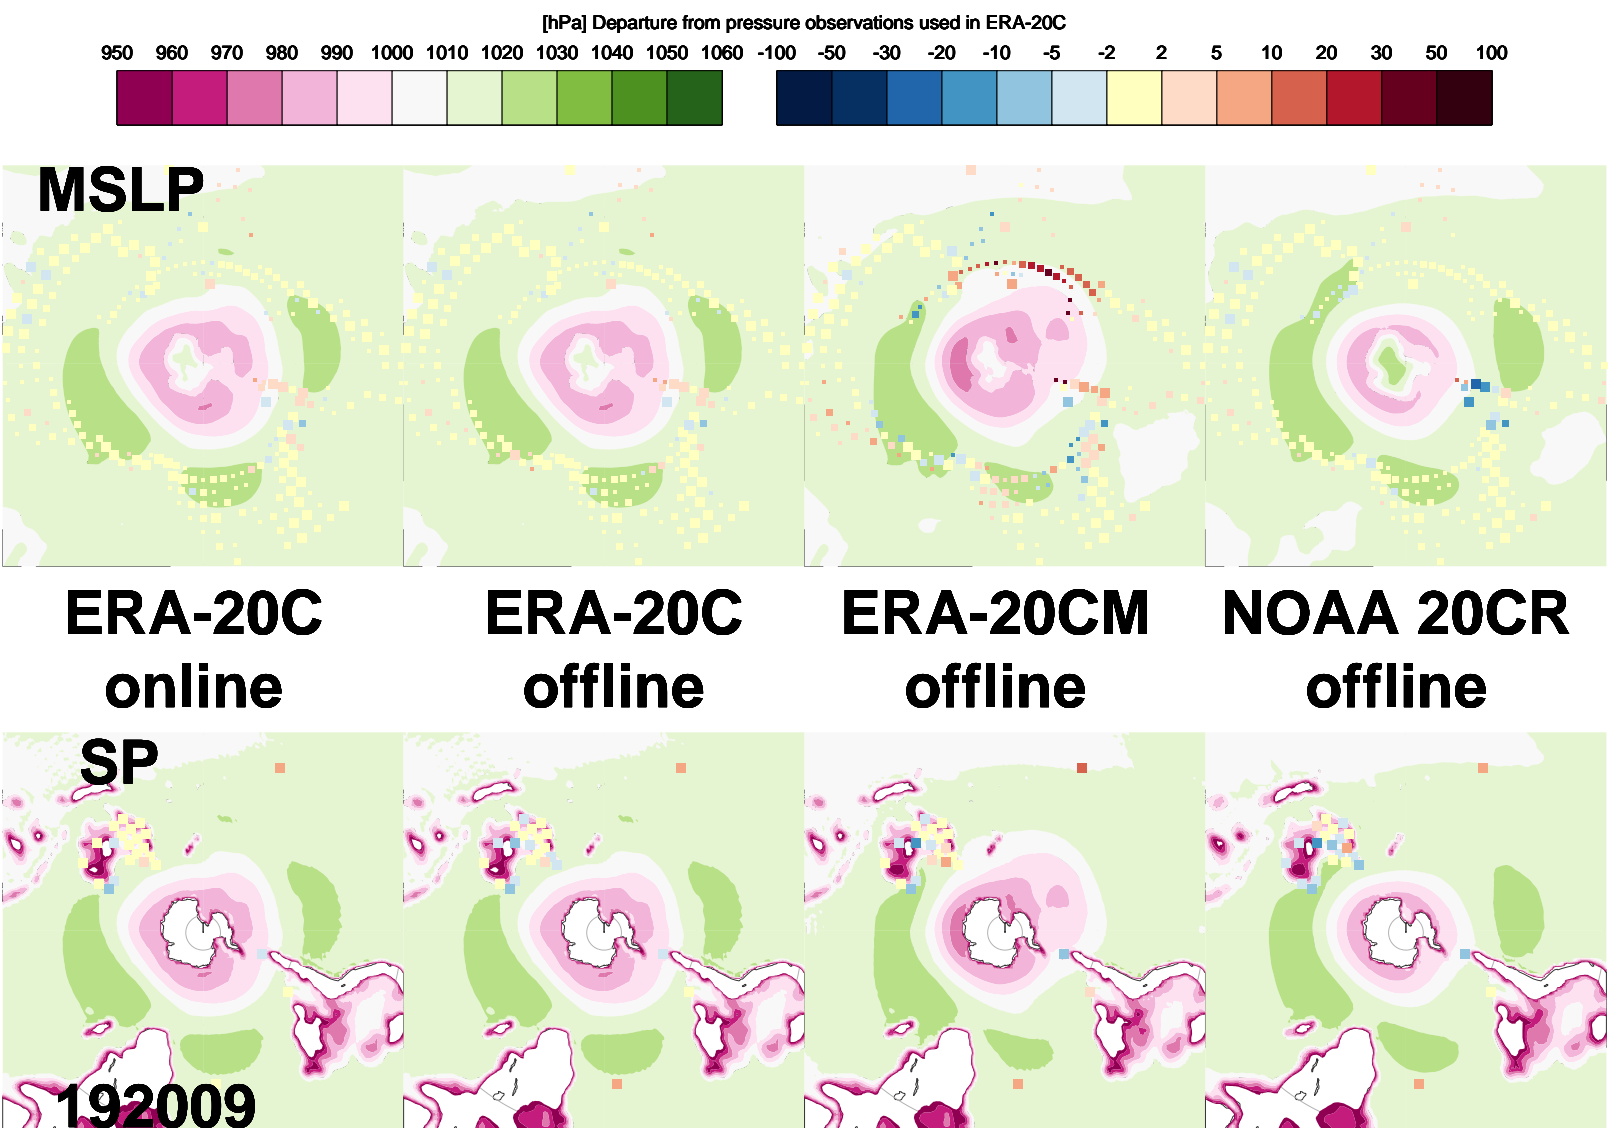 [hPa] Departure from pressure observations used in ERA-20C
950 960 970 980 990 1000 1010 1020 1030 1040 1050 1060 -100 -50 -30 -20 -10 -5 -2 2 5 10 20 30 50 100
MSLP
ERA-20C ERA-20C ERA-20CM NOAA 20CR
online offline offline offline
SP
192009